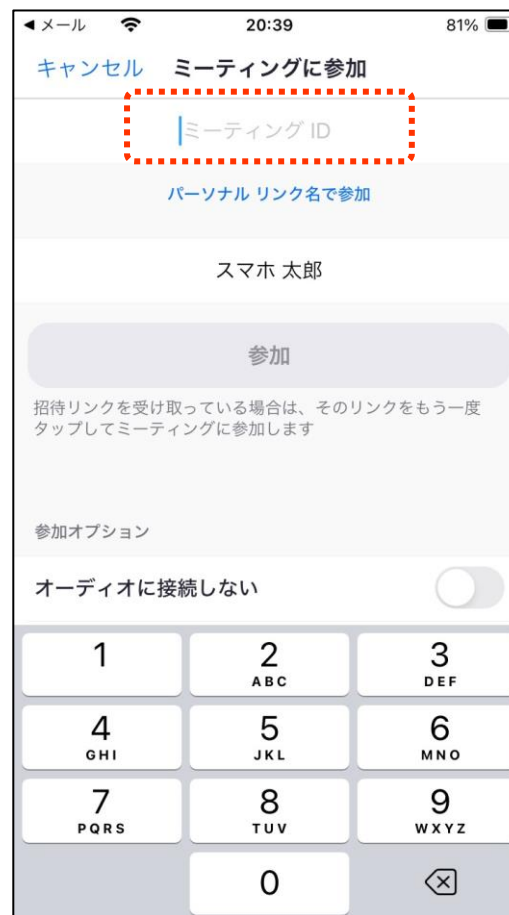 ◀メール 20:39 81%
キャンセル ミーティングに参加
ミーティング ID
パーソナル リンク名で参加
スマホ 太郎
参加
招待リンクを受け取っている場合は、そのリンクをもう一度
タップしてミーティングに参加します
参加オプション
オーディオに接続しない
1 2 3
ABC DEF
4 5 6
GHI JKL MNO
7 8 9
PQRS TUV WXYZ
0